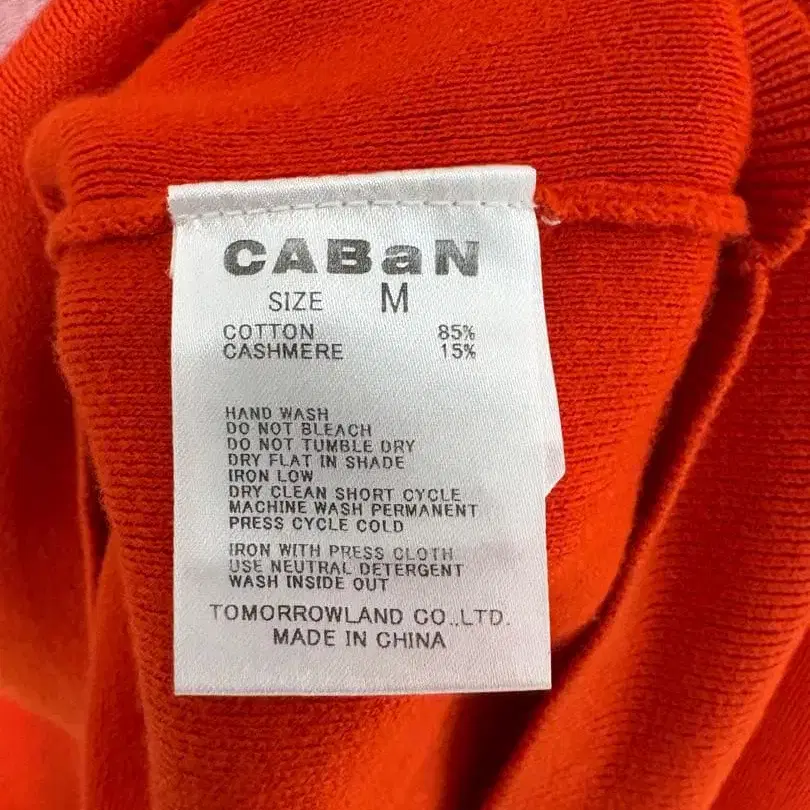 CABaN
SIZE M
COTTON 85%
CASHMERE 15%
HAND WASH
DO NOT BLEACH
DO NOT TUMBLE DRY
DRY FLAT IN SHADE
IRON LOW
DRY CLEAN SHORT CYCLE
MACHINE WASH PERMANENT
PRESS CYCLE COLD
IRON WITH PRESS CLOTH
USE NEUTRAL DETERGENT
WASH INSIDE OUT
TOMORROWLAND CO.,LTD.
MADE IN CHINA